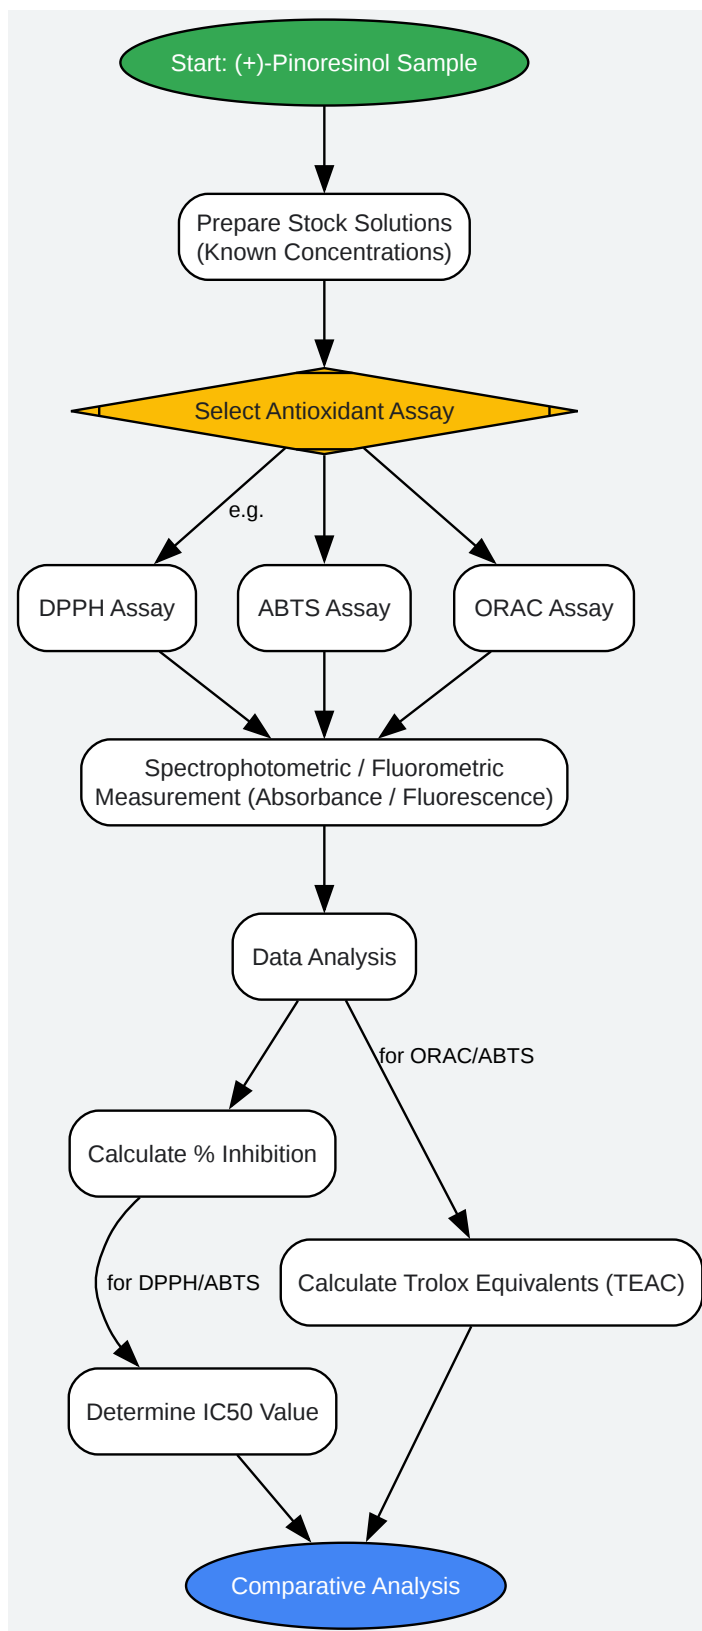 Start: (+)-Pinoresinol Sample
Prepare Stock Solutions
(Known Concentrations)
Select Antioxidant Assay
e.g.
DPPH Assay
ABTS Assay
ORAC Assay
Spectrophotometric / Fluorometric
Measurement (Absorbance / Fluorescence)
Data Analysis
for ORAC/ABTS
Calculate % Inhibition
for DPPH/ABTS
Calculate Trolox Equivalents (TEAC)
Determine IC50 Value
Comparative Analysis